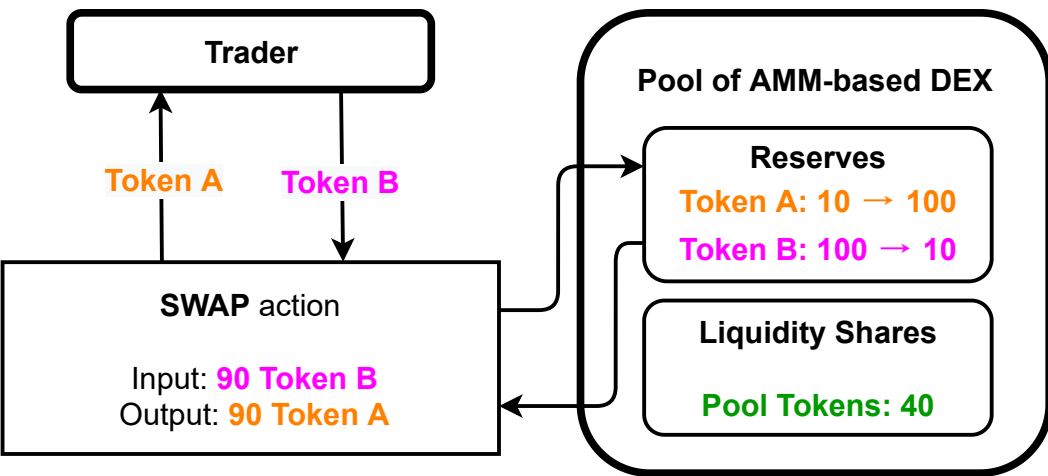 Trader
Token A
Token B
SWAP action
Input: 90 Token B
Output: 90 Token A
Pool of AMM-based DEX
Reserves
Token A: 10 → 100
Token B: 100 → 10
Liquidity Shares
Pool Tokens: 40